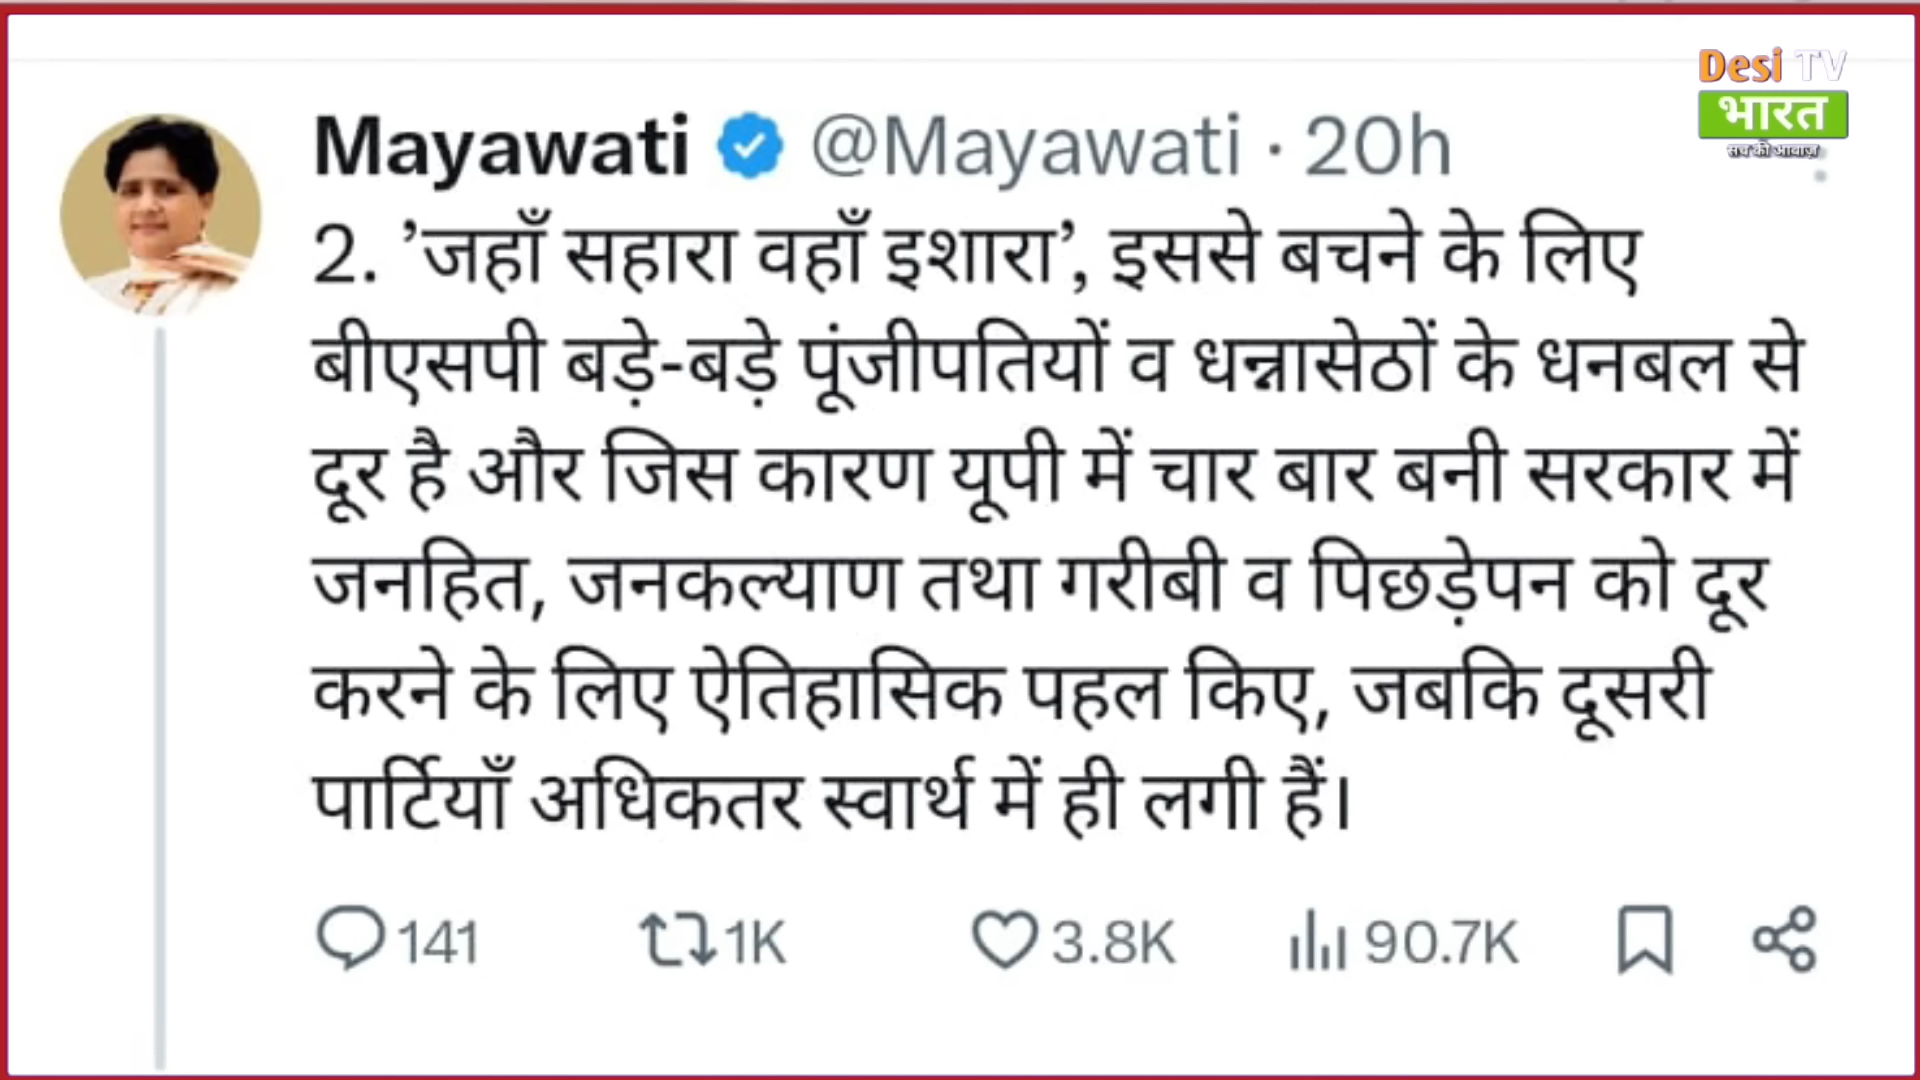 Desi TV
भारत
सच की आवाज़
Mayawati @Mayawati · 20h
2. ’जहाँ सहारा वहाँ इशारा’, इससे बचने के लिए
बीएसपी बड़े-बड़े पूंजीपतियों व धन्नासेठों के धनबल से
दूर है और जिस कारण यूपी में चार बार बनी सरकार में
जनहित, जनकल्याण तथा गरीबी व पिछड़ेपन को दूर
करने के लिए ऐतिहासिक पहल किए, जबकि दूसरी
पार्टियाँ अधिकतर स्वार्थ में ही लगी हैं।
141 1K 3.8K 90.7K